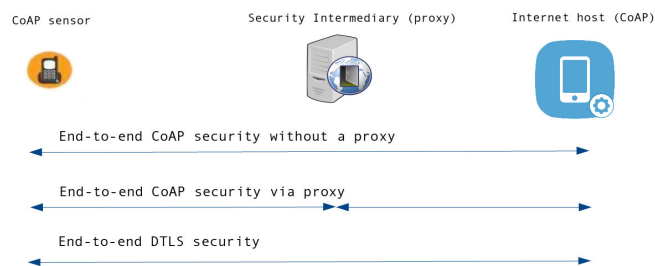 CoAP sensor
Security Intermediary (proxy)
Internet host (CoAP)
End-to-end CoAP security without a proxy
End-to-end CoAP security via proxy
End-to-end DTLS security